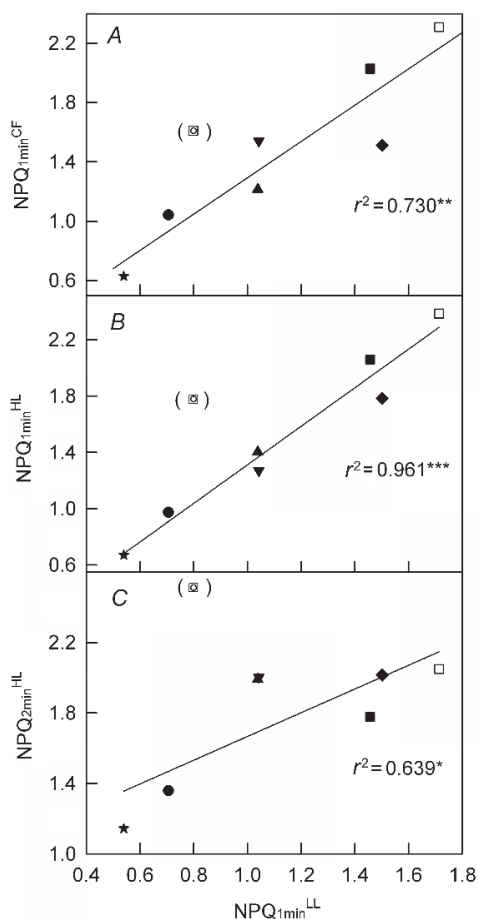 A
2.2
1.8
1.4
1.0
0.6
NPQ1minCF
( )
r2 = 0.730**
B
2.2
1.8
1.4
1.0
0.6
NPQ1minHL
( )
r2 = 0.961***
C
2.2
1.8
1.4
1.0
NPQ2minHL
( )
r2 = 0.639*
0.4 0.6 0.8 1.0 1.2 1.4 1.6 1.8
NPQ1minLL